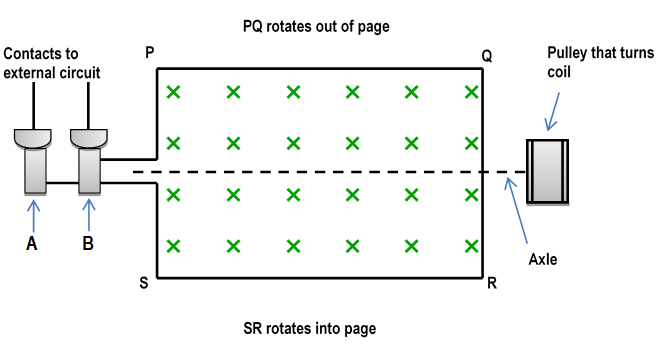 PQ rotates out of page
Contacts to
external circuit
P
Q
Pulley that turns
coil
A
B
S
R
Axle
SR rotates into page